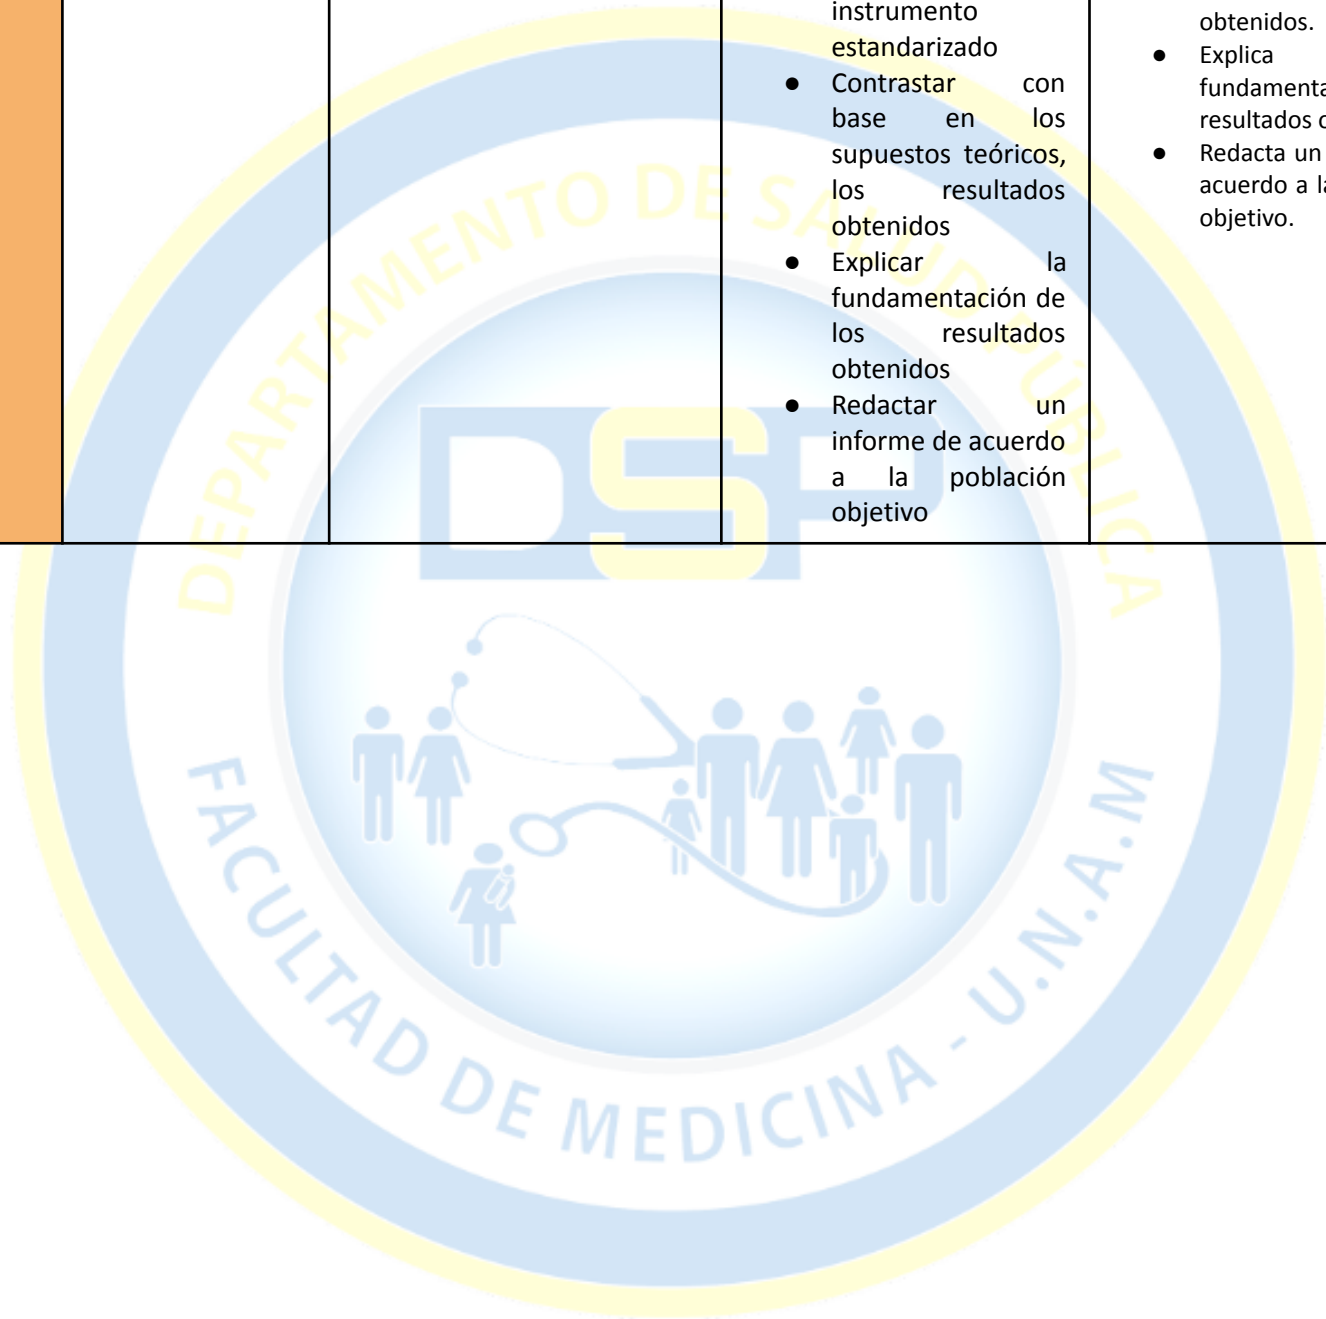 instrumento
estandarizado
● Contrastar con
base en los
supuestos teóricos,
los resultados
obtenidos
● Explicar la
fundamentación de
los resultados
obtenidos
● Redactar un
informe de acuerdo
a la población
objetivo
obtenidos.
● Explica
fundamenta
resultados
● Redacta un
acuerdo a la
objetivo.
DEPARTAMENTO DE SALUD PÚBLICA
DSP
FACULTAD DE MEDICINA - U.N.A.M